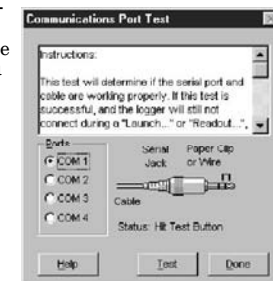 Communications Port Test
Instructions:
This test will determine if the serial port and
cable are working properly. If this test is
successful, and the logger will still not
connect during a "Launch..." or "Readout...",
Ports
COM 1
COM 2
COM 3
COM 4
Serial Jack
Paper Clip or Wire
Cable
Status: Hit Test Button
Help
Test
Done